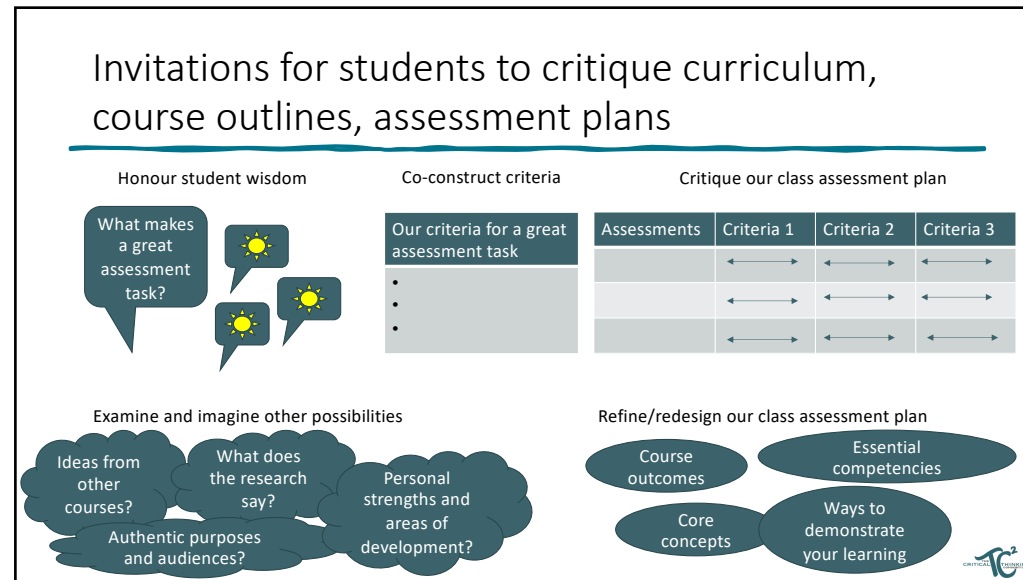 Invitations for students to critique curriculum,
course outlines, assessment plans
Honour student wisdom
What makes
a great
assessment
task?
Co-construct criteria
Our criteria for a great
assessment task
•
•
•
Critique our class assessment plan
Assessments Criteria 1 Criteria 2 Criteria 3
Examine and imagine other possibilities
Ideas from
other
courses?
What does
the research
say?
Personal
strengths and
areas of
development?
Authentic purposes
and audiences?
Refine/redesign our class assessment plan
Course
outcomes
Essential
competencies
Core
concepts
Ways to
demonstrate
your learning
TC²
CRITICAL THINKING